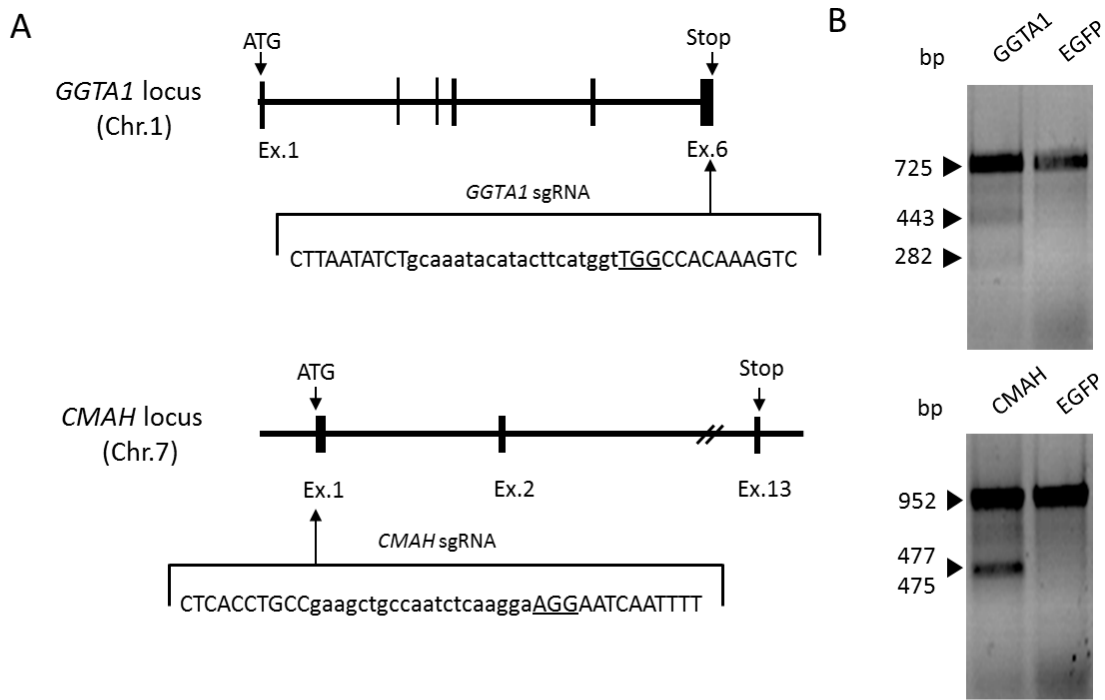 A
ATG
Stop
GGTA1 locus
(Chr.1)
Ex.1
Ex.6
GGTA1 sgRNA
CTTAATATCTgcaaatacatacttcatggtTGGCCACAAAGTC
ATG
Stop
CMAH locus
(Chr.7)
Ex.1
Ex.2
Ex.13
CMAH sgRNA
CTCACCTGCCgaagctgccaatctcaaggaAGGAATCAATTTT
B
bp
GGTA1
EGFP
725
443
282
bp
CMAH
EGFP
952
477
475